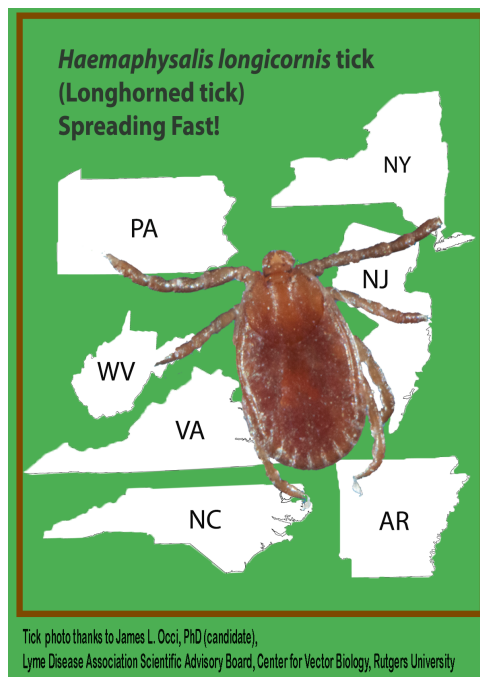 Haemaphysalis longicornis tick
(Longhorned tick)
Spreading Fast!
NY
PA
NJ
WV
VA
NC
AR
Tick photo thanks to James L. Occi, PhD (candidate),
Lyme Disease Association Scientific Advisory Board, Center for Vector Biology, Rutgers University